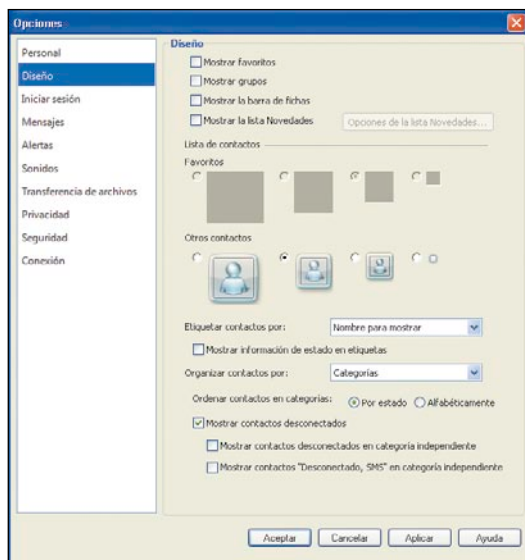 Opciones
Personal
Diseño
Iniciar sesión
Mensajes
Alertas
Sonidos
Transferencia de archivos
Privacidad
Seguridad
Conexión
Diseño
Mostrar favoritos
Mostrar grupos
Mostrar la barra de fichas
Mostrar la lista Novedades
Opciones de la lista Novedades...
Lista de contactos
Favoritos
Otros contactos
Etiquetar contactos por: Nombre para mostrar
Mostrar información de estado en etiquetas
Organizar contactos por: Categorías
Ordenar contactos en categorías: Por estado Alfabéticamente
Mostrar contactos desconectados
Mostrar contactos desconectados en categoría independiente
Mostrar contactos "Desconectado, SMS" en categoría independiente
Aceptar Cancelar Aplicar Ayuda